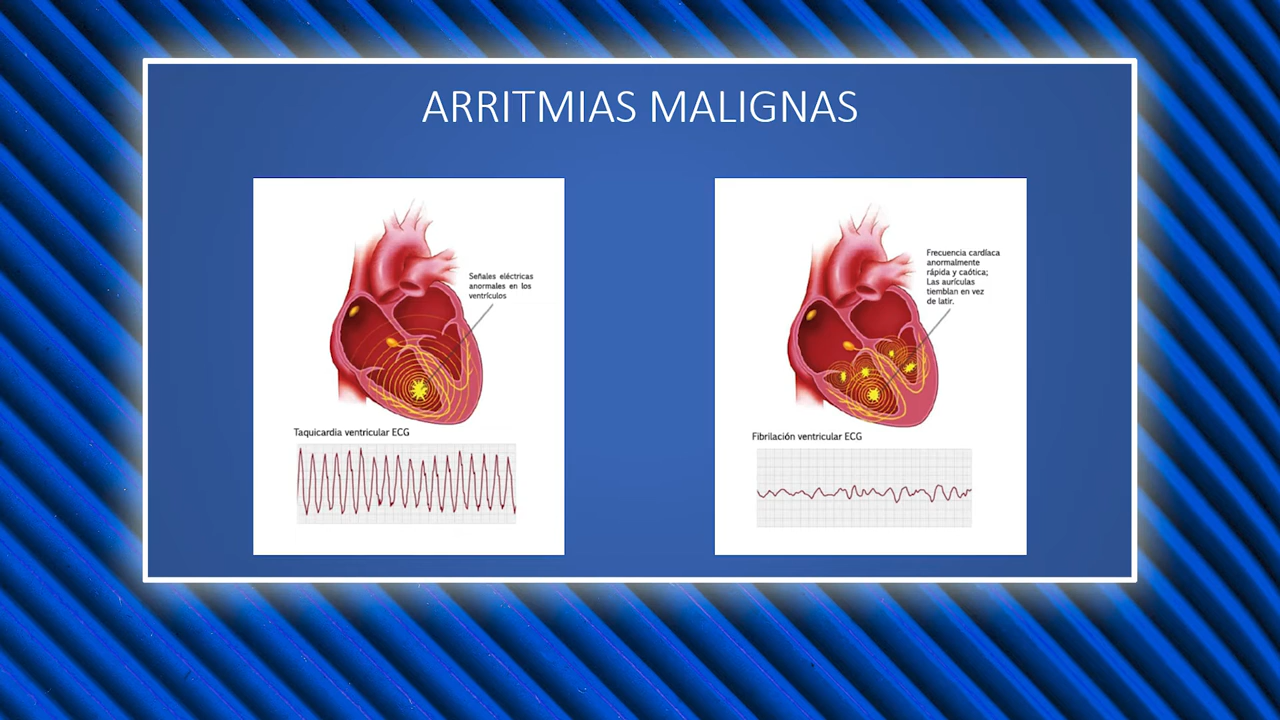 ARRITMIAS MALIGNAS
Señales eléctricas
anormales en los
ventrículos
Taquicardia ventricular ECG
Frecuencia cardíaca
anormalmente
rápida y caótica;
Las aurículas
tiemblan en vez
de latir.
Fibrilación ventricular ECG